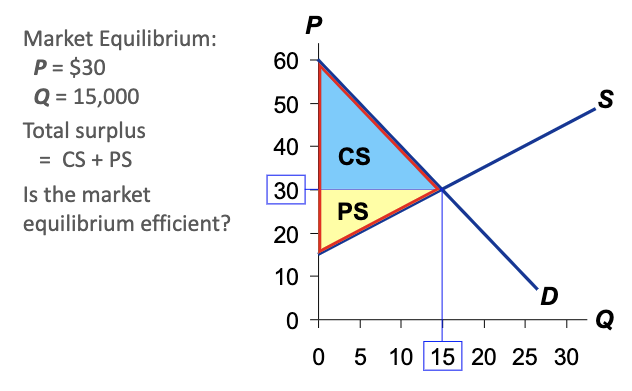 Market Equilibrium:
P = $30
Q = 15,000
Total surplus
= CS + PS
Is the market
equilibrium efficient?
P
60
50
40
30
20
10
0
CS
PS
S
D
Q
0 5 10 15 20 25 30